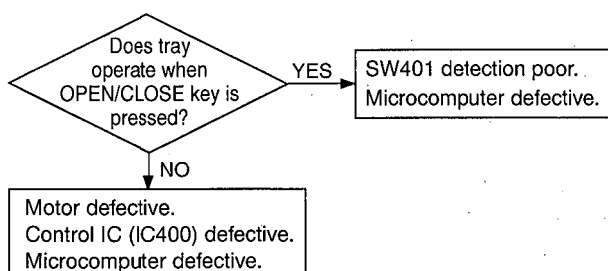 Does tray
operate when
OPEN/CLOSE key is
pressed?
YES
SW401 detection poor.
Microcomputer defective.
NO
Motor defective.
Control IC (IC400) defective.
Microcomputer defective.